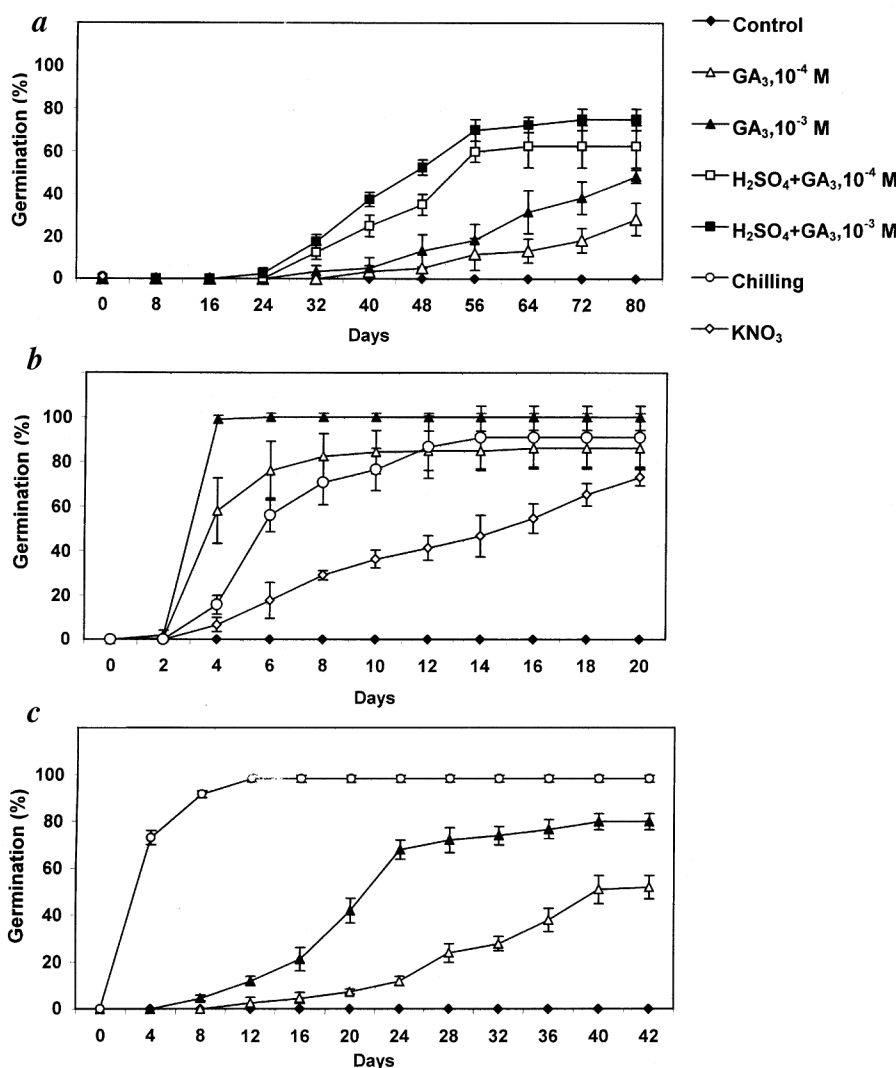 a
Germination (%)
100
80
60
40
20
0
0 8 16 24 32 40 48 56 64 72 80
Days
Control
GA₃,10⁻⁴ M
GA₃,10⁻³ M
H₂SO₄+GA₃,10⁻⁴ M
H₂SO₄+GA₃,10⁻³ M
Chilling
KNO₃
b
Germination (%)
100
80
60
40
20
0
0 2 4 6 8 10 12 14 16 18 20
Days
c
Germination (%)
100
80
60
40
20
0
0 4 8 12 16 20 24 28 32 36 40 42
Days